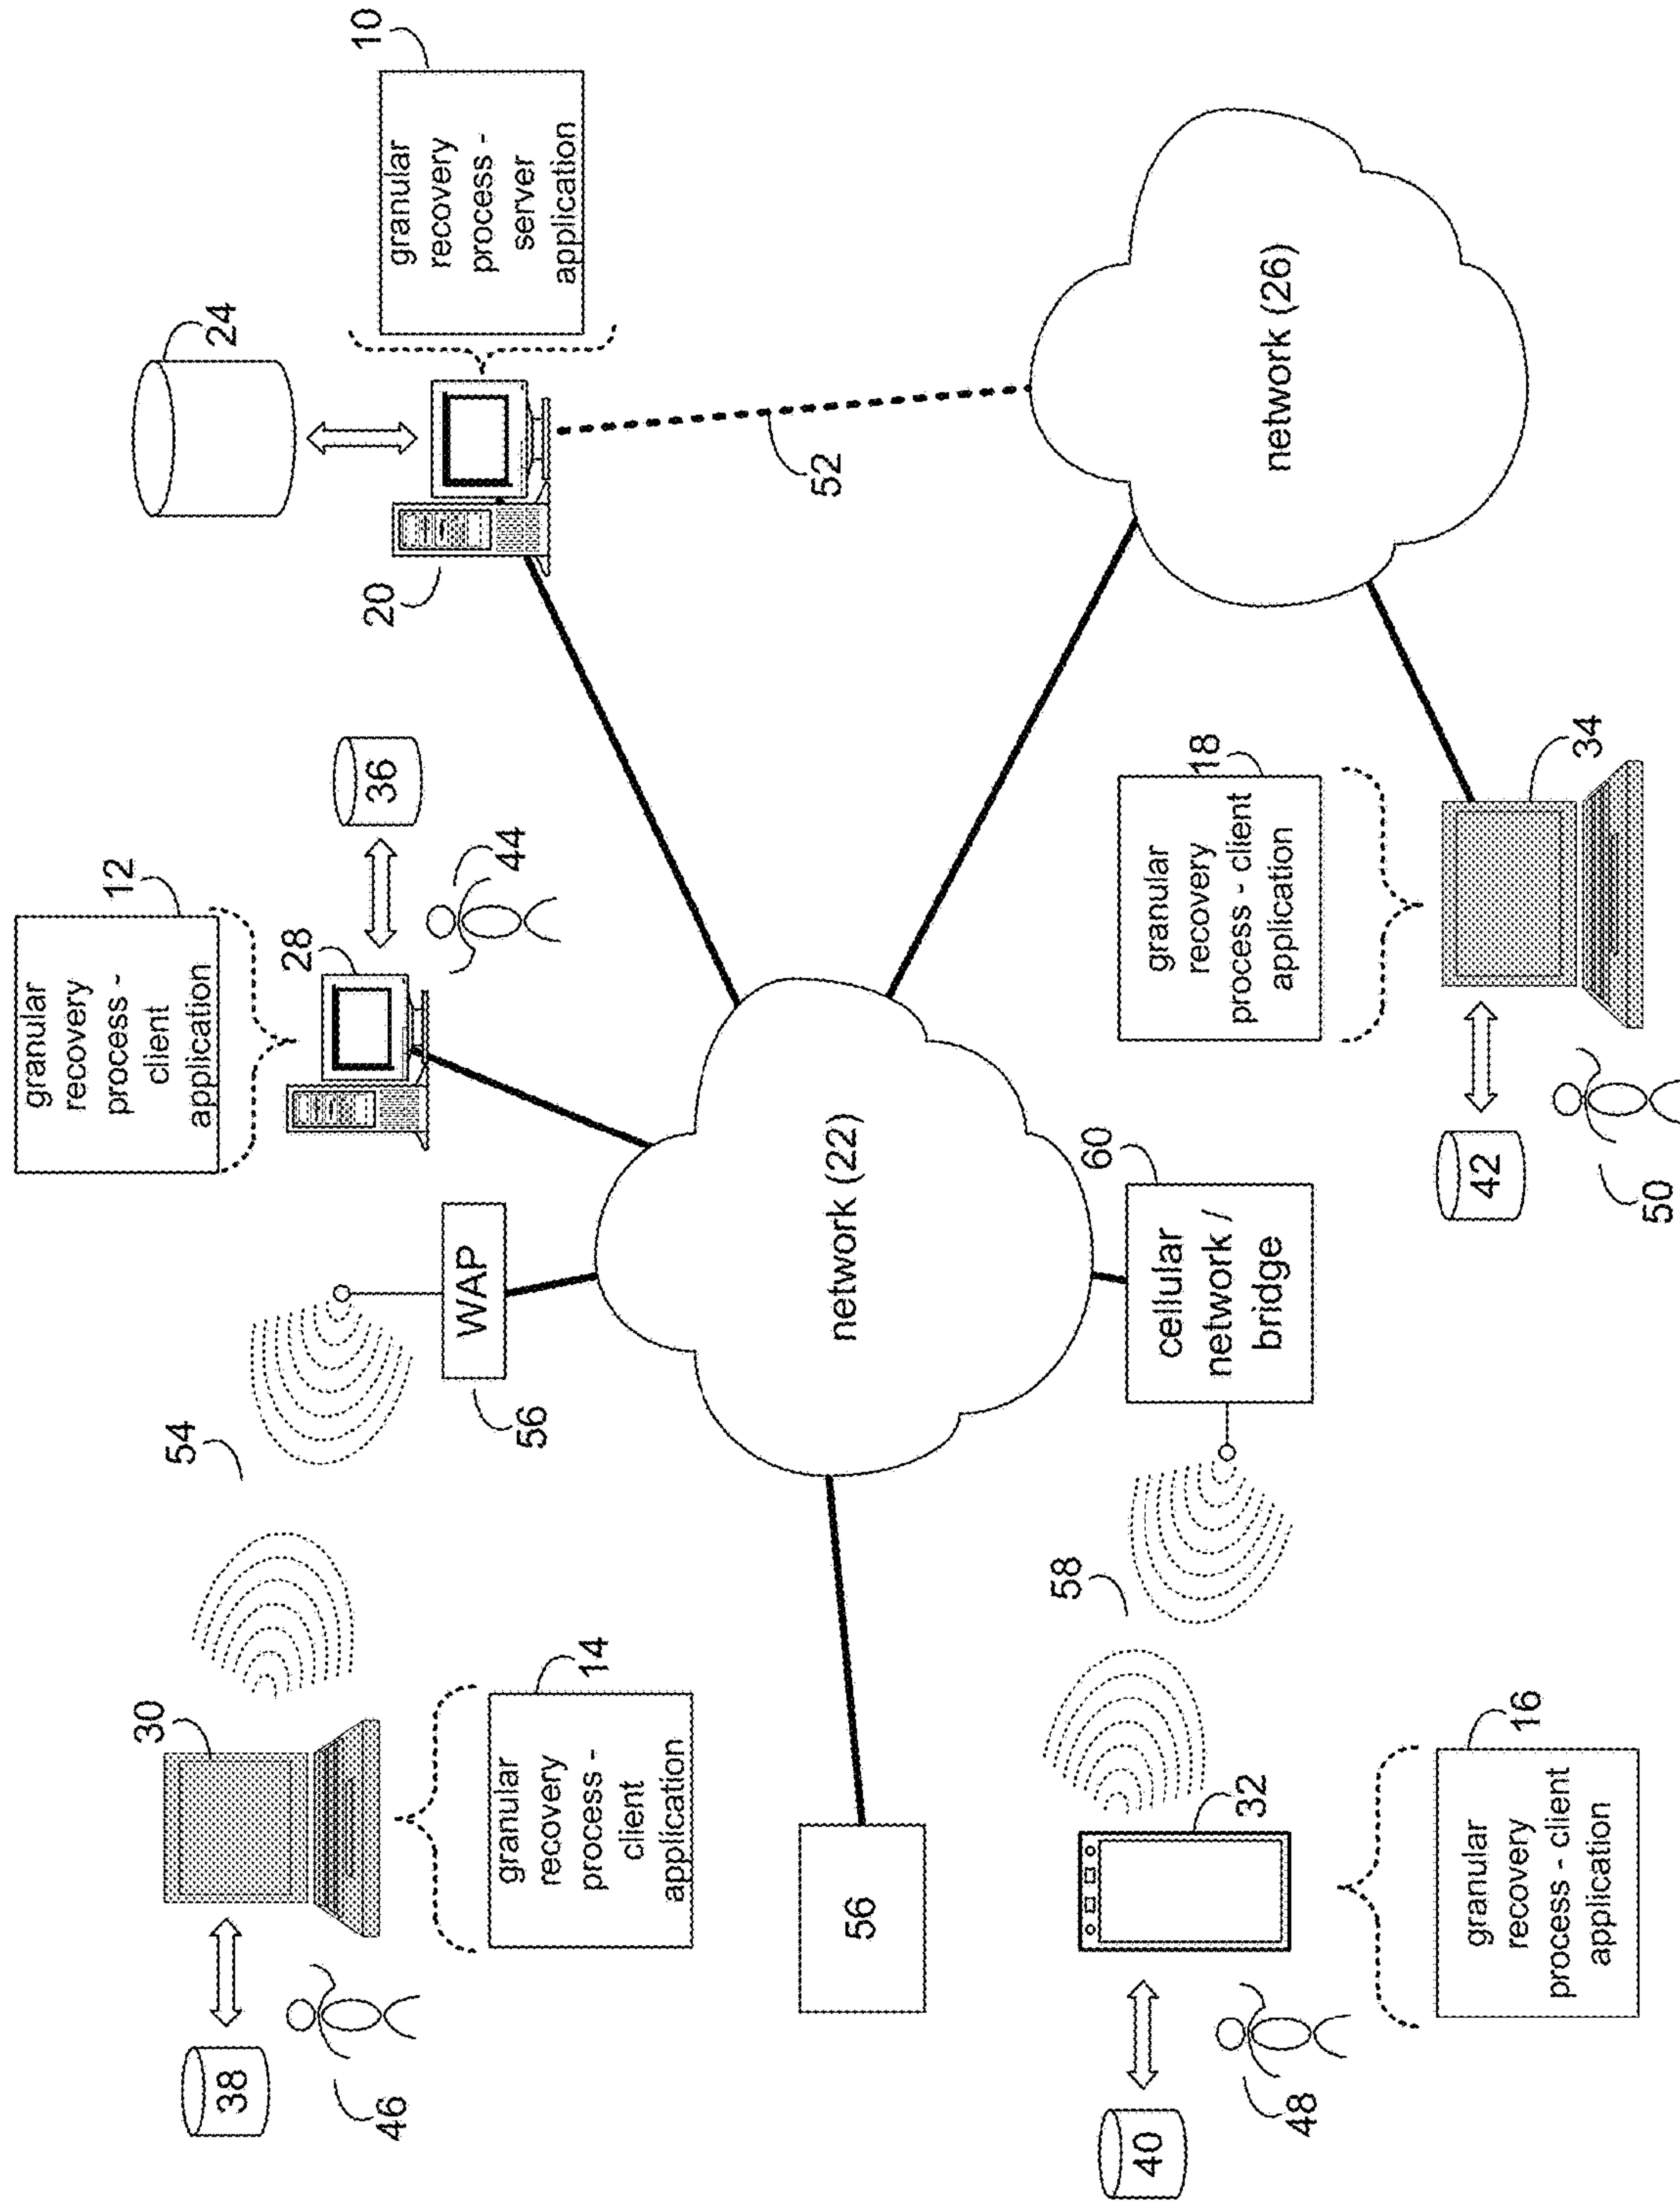 38
30
46
granular
recovery
process -
client
application
14
54
WAP
56
granular
recovery
process -
client
application
12
28
36
44
24
20
granular
recovery
process -
server
application
10
56
network (22)
52
40
32
48
granular
recovery
process - client
application
16
58
cellular
network /
bridge
60
granular
recovery
process - client
application
18
34
42
50
network (26)